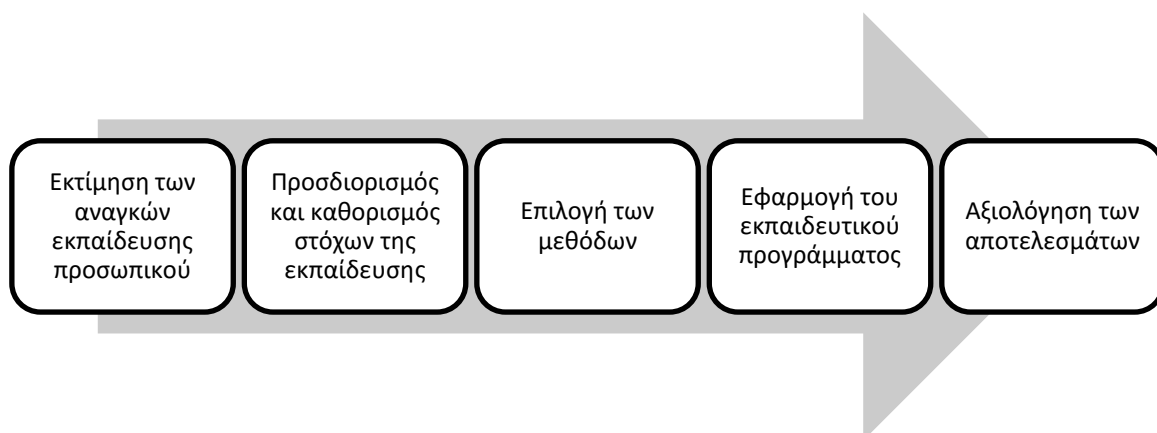 Εκτίμηση των
αναγκών
εκπαίδευσης
προσωπικού
Προσδιορισμός
και καθορισμός
στόχων της
εκπαίδευσης
Επιλογή των
μεθόδων
Εφαρμογή του
εκπαιδευτικού
προγράμματος
Αξιολόγηση των
αποτελεσμάτων